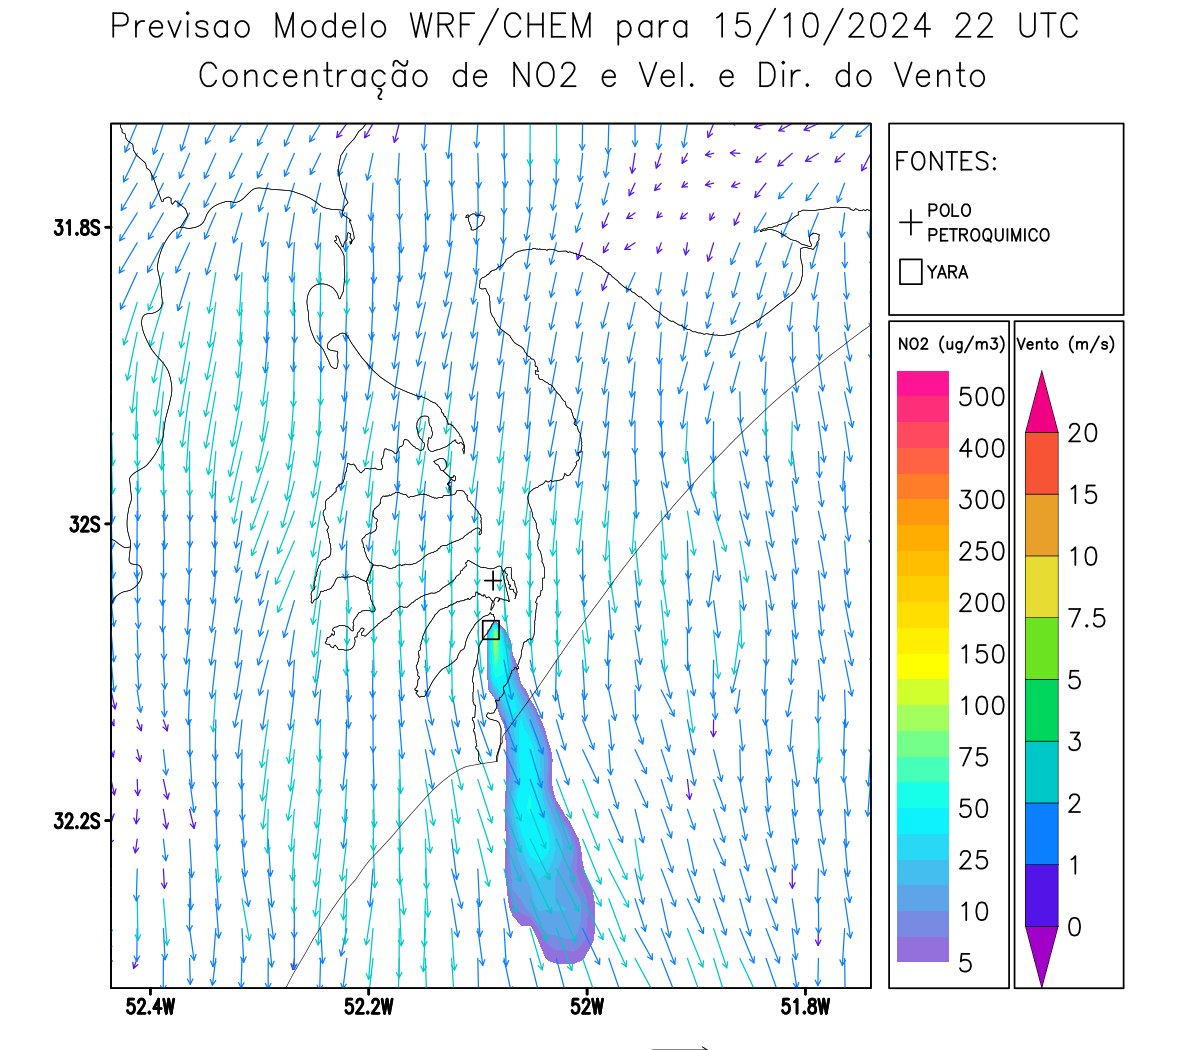 Previsao Modelo WRF/CHEM para 15/10/2024 22 UTC
Concentração de NO2 e Vel. e Dir. do Vento
FONTES:
POLO
PETROQUIMICO
YARA
NO2 (ug/m3)
500
400
300
250
200
150
100
75
50
25
10
5
Vento (m/s)
20
15
10
7.5
5
3
2
1
0
31.8S
32S
32.2S
52.4W
52.2W
52W
51.8W